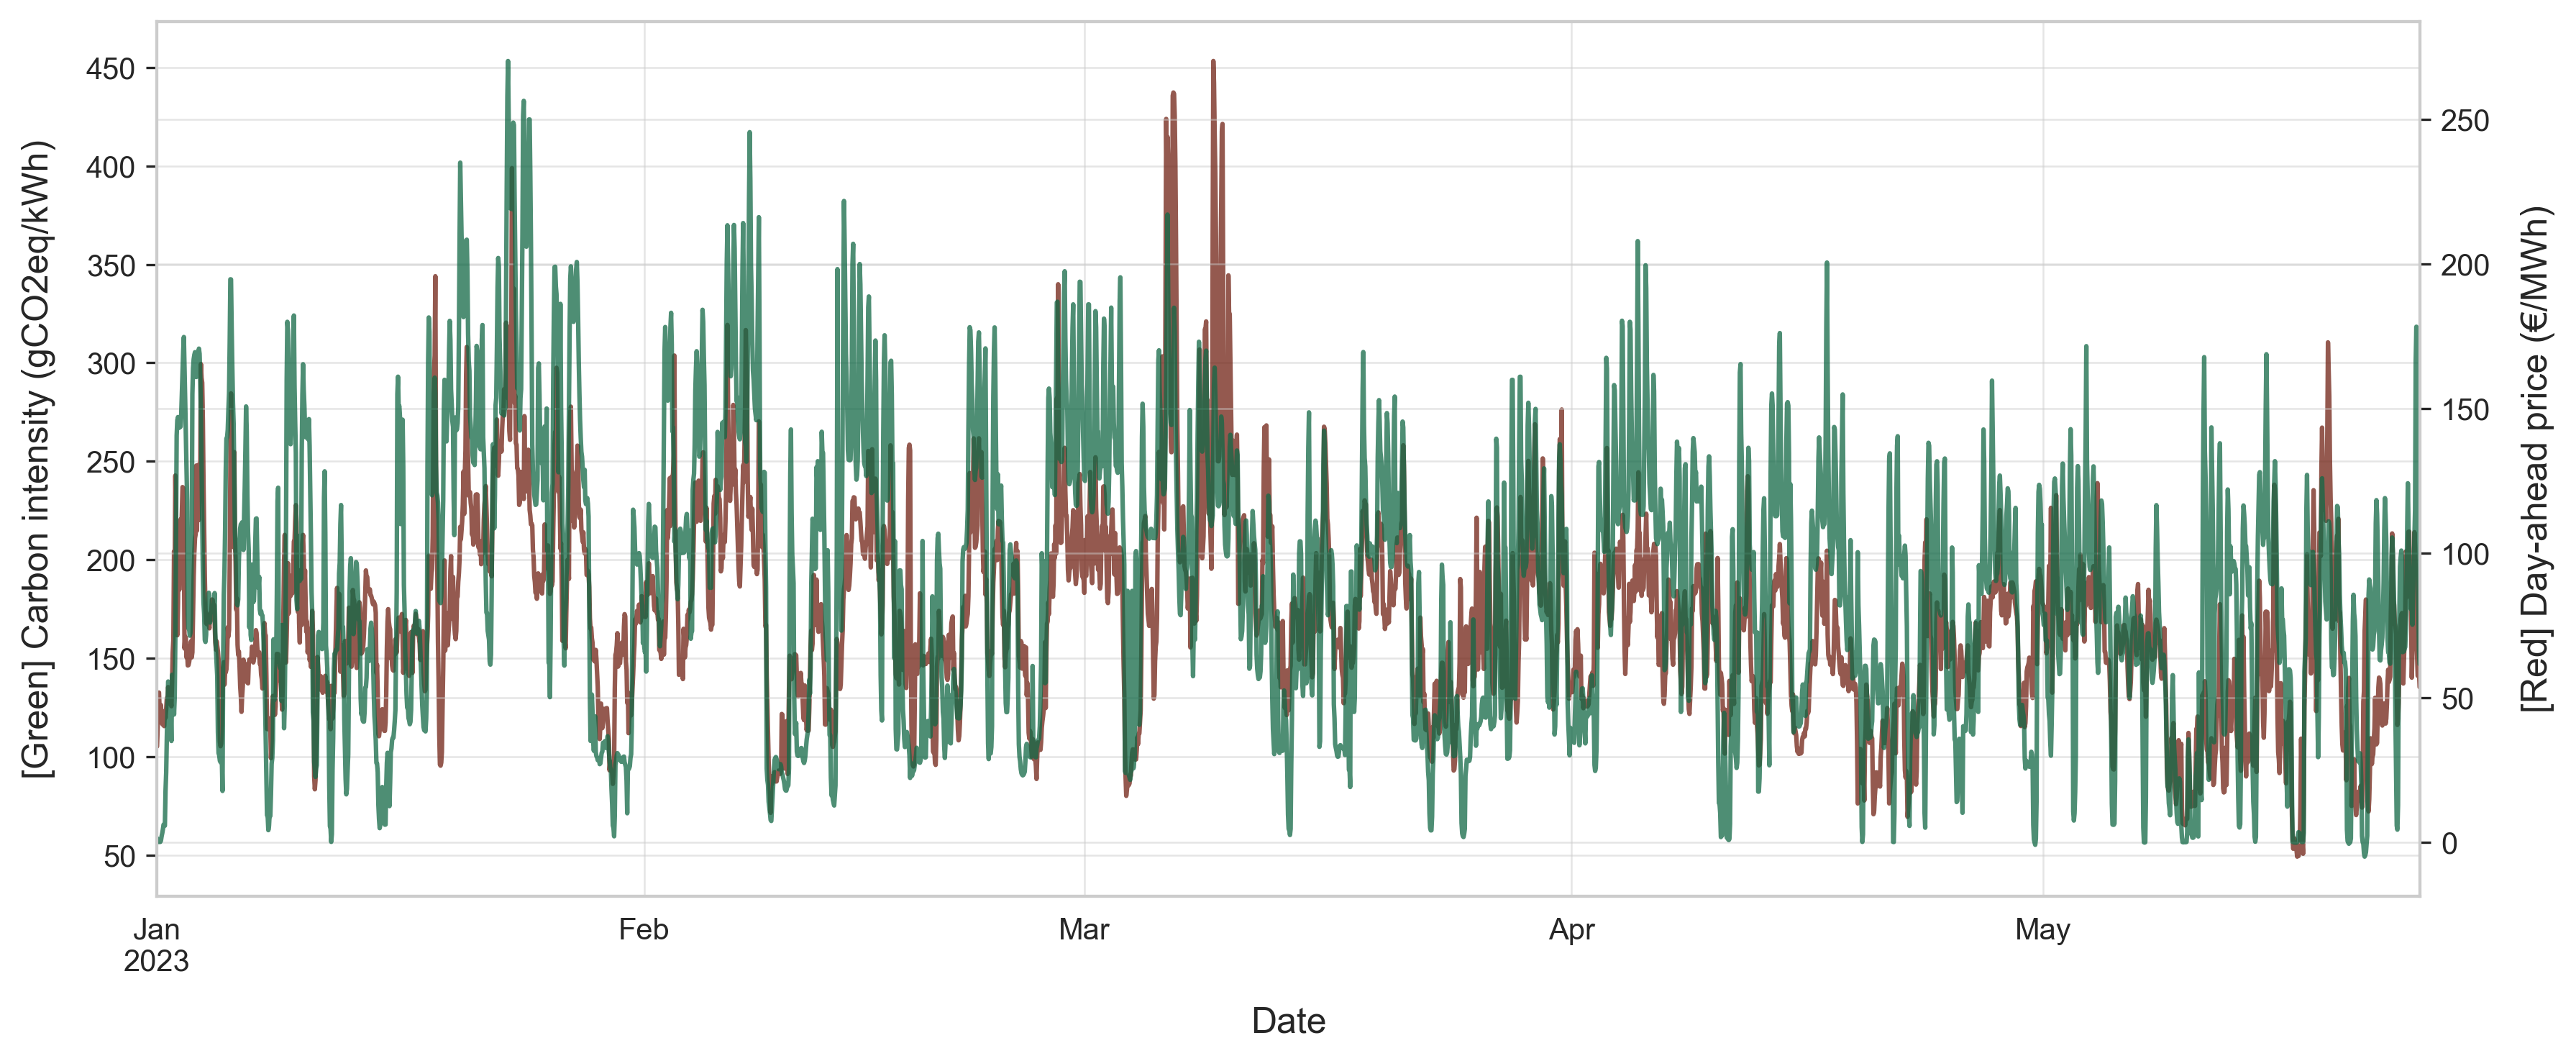 [Green] Carbon intensity (gCO2eq/kWh)
450
400
350
300
250
200
150
100
50
250
200
150
100
50
0
[Red] Day-ahead price (€/MWh)
Jan
2023
Feb
Mar
Apr
May
Date